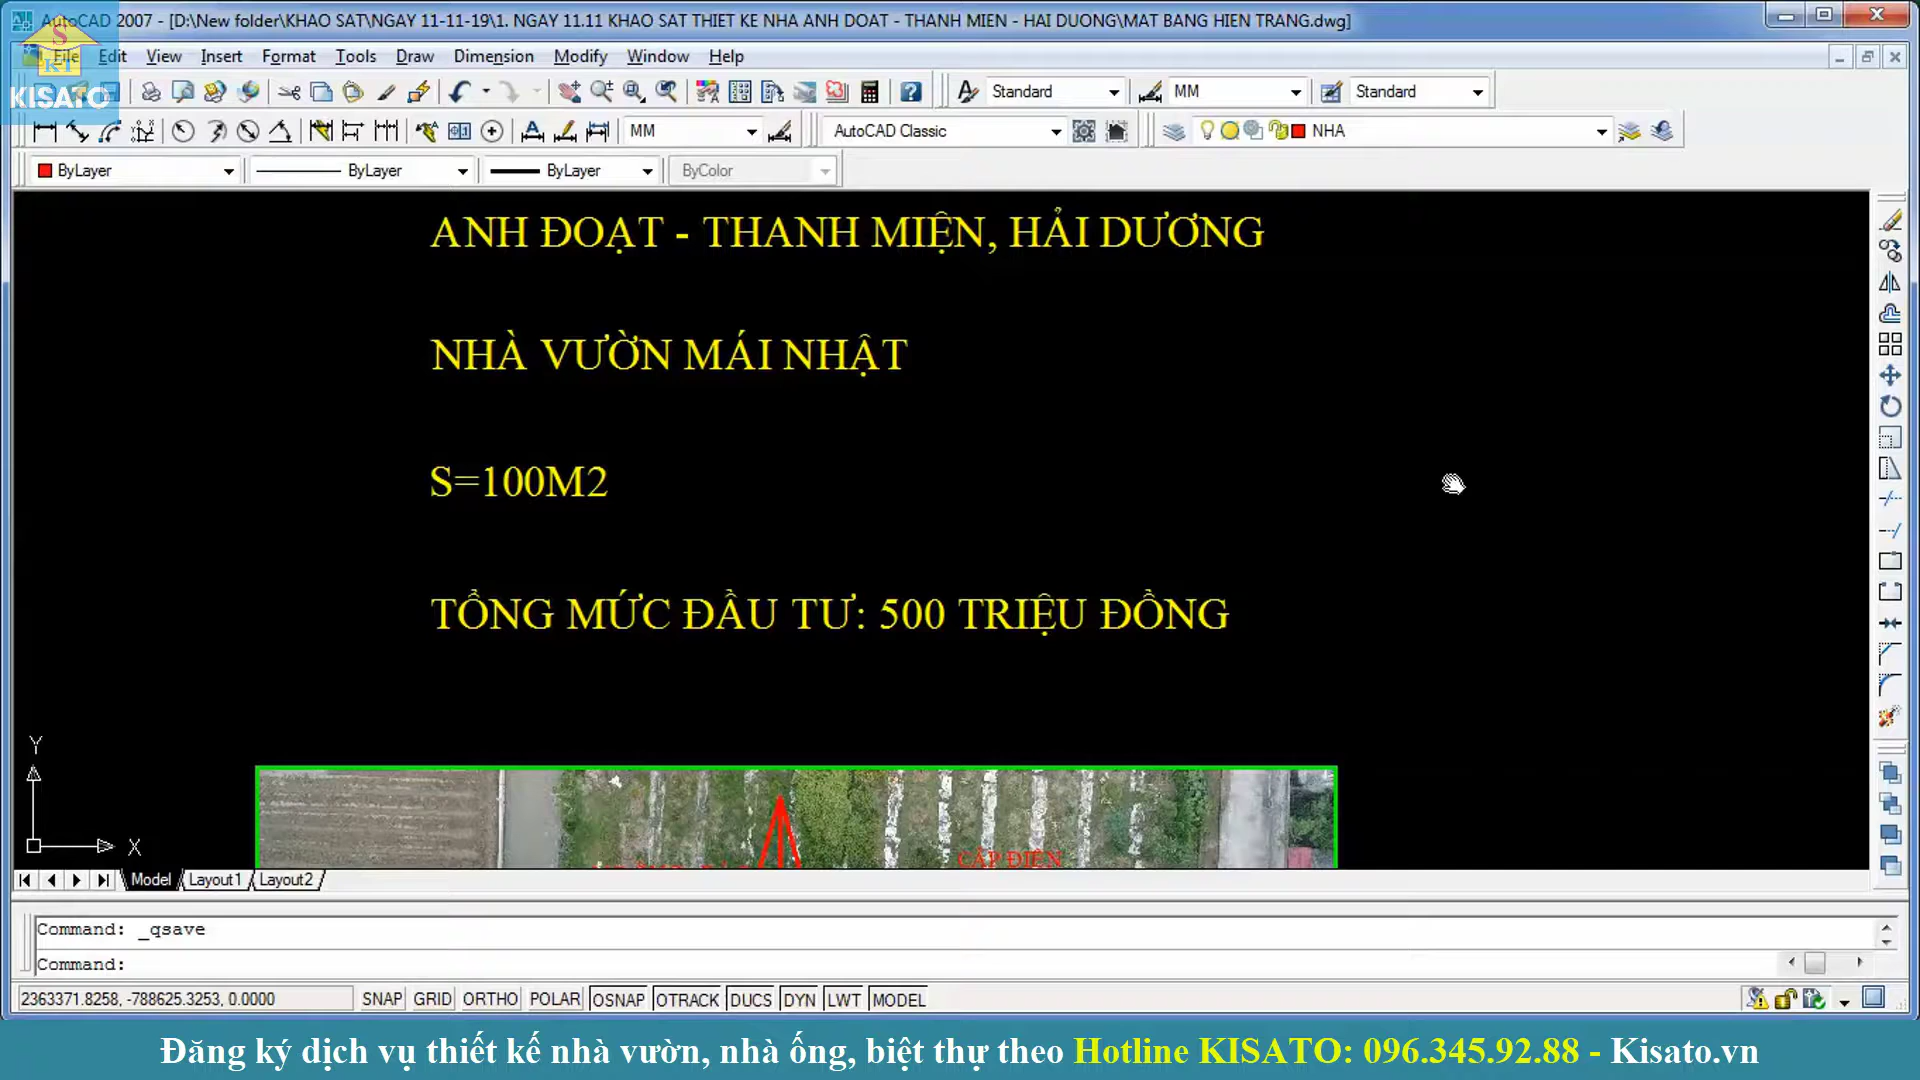 AutoCAD 2007 - [D:\New folder\KHAO SAT\NGAY 11-11-19\1. NGAY 11.11 KHAO SAT THIET KE NHA ANH DOAT - THANH MIEN - HAI DUONG\MAT BANG HIEN TRANG.dwg]
S
KT
KISATO
File Edit View Insert Format Tools Draw Dimension Modify Window Help
Standard MM Standard
MM AutoCAD Classic NHA
ByLayer ByLayer ByLayer ByColor
ANH ĐOẠT - THANH MIỆN, HẢI DƯƠNG
NHÀ VƯỜN MÁI NHẬT
S=100M2
TỔNG MỨC ĐẦU TƯ: 500 TRIỆU ĐỒNG
CẤP ĐIỆN
Y
X
Model Layout1 Layout2
Command: _qsave
Command:
2363371.8258, -788625.3253, 0.0000 SNAP GRID ORTHO POLAR OSNAP OTRACK DUCS DYN LWT MODEL
Đăng ký dịch vụ thiết kế nhà vườn, nhà ống, biệt thự theo Hotline KISATO: 096.345.92.88 - Kisato.vn